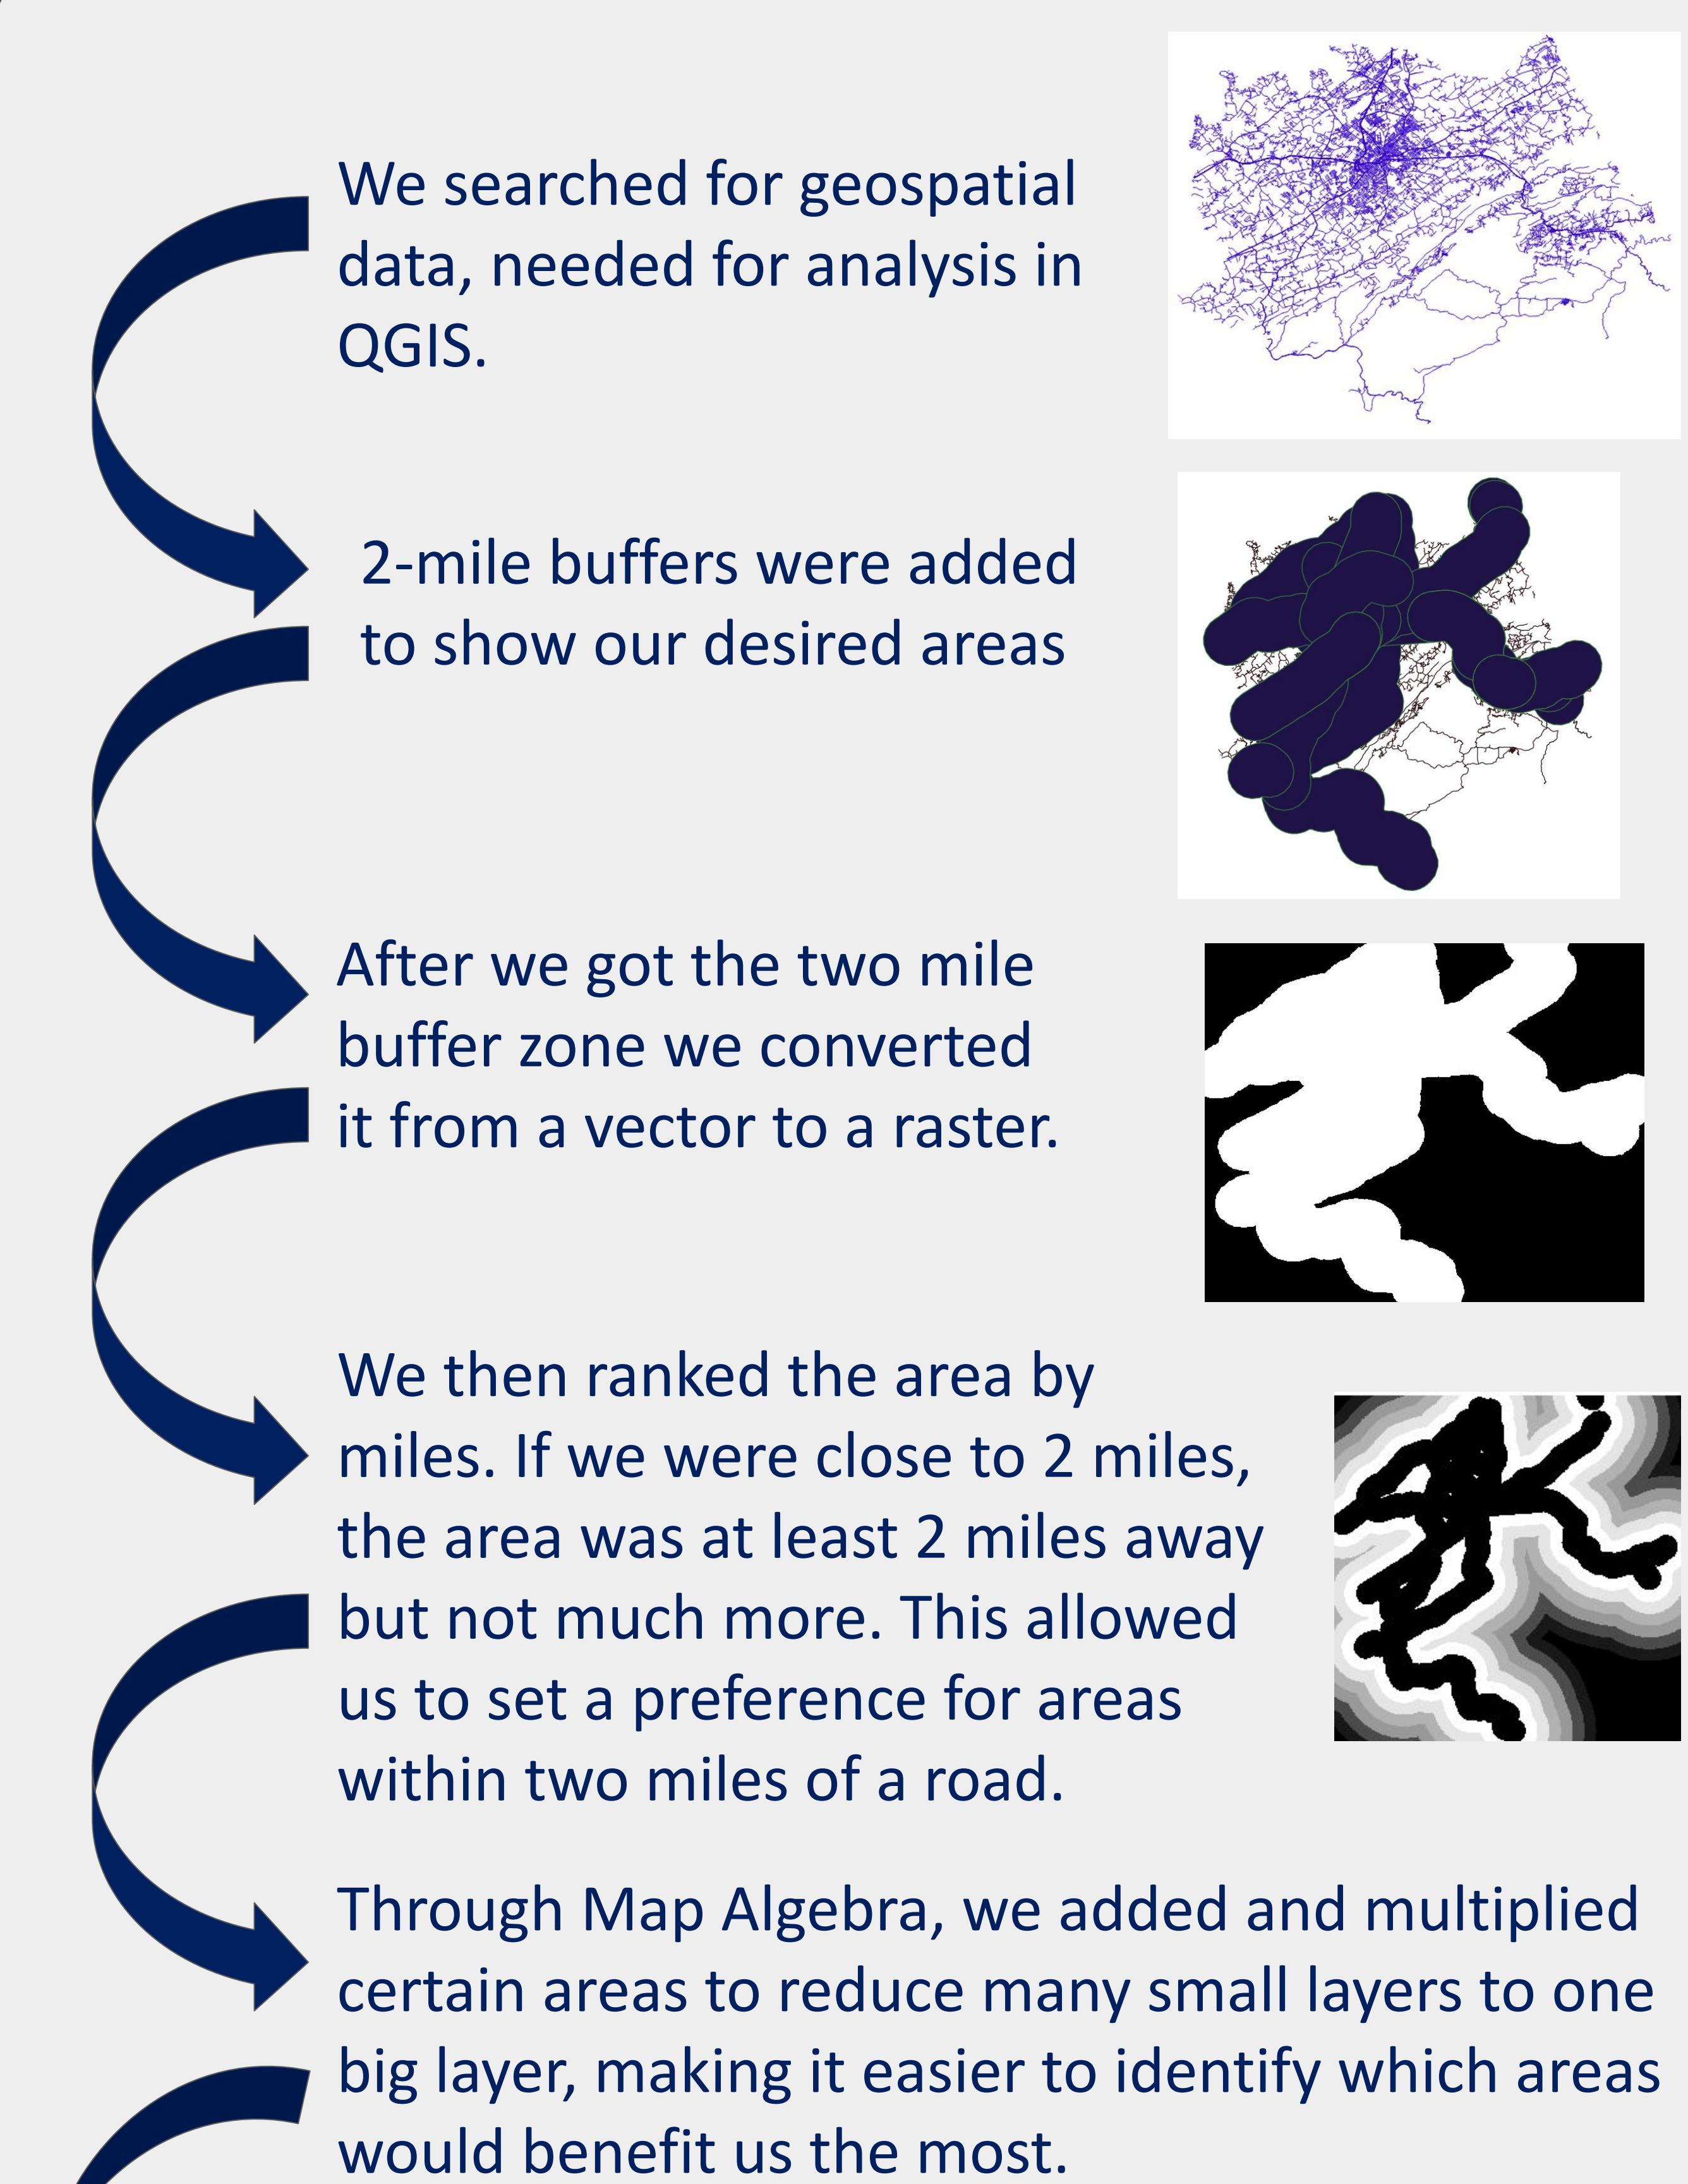 We searched for geospatial
data, needed for analysis in
QGIS.
2-mile buffers were added
to show our desired areas
After we got the two mile
buffer zone we converted
it from a vector to a raster.
We then ranked the area by
miles. If we were close to 2 miles,
the area was at least 2 miles away
but not much more. This allowed
us to set a preference for areas
within two miles of a road.
Through Map Algebra, we added and multiplied
certain areas to reduce many small layers to one
big layer, making it easier to identify which areas
would benefit us the most.